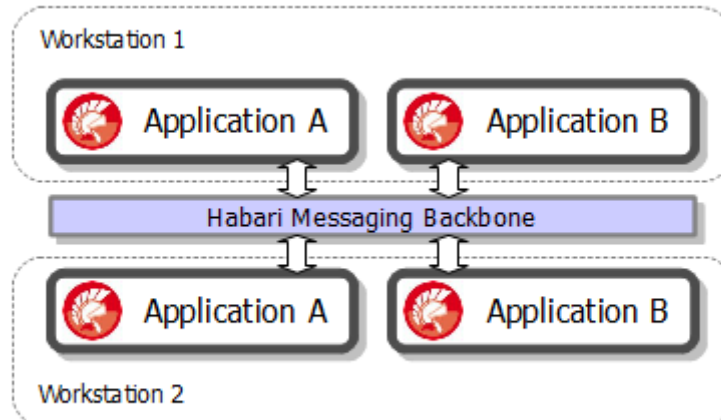 Workstation 1
Application A
Application B
Habari Messaging Backbone
Application A
Application B
Workstation 2